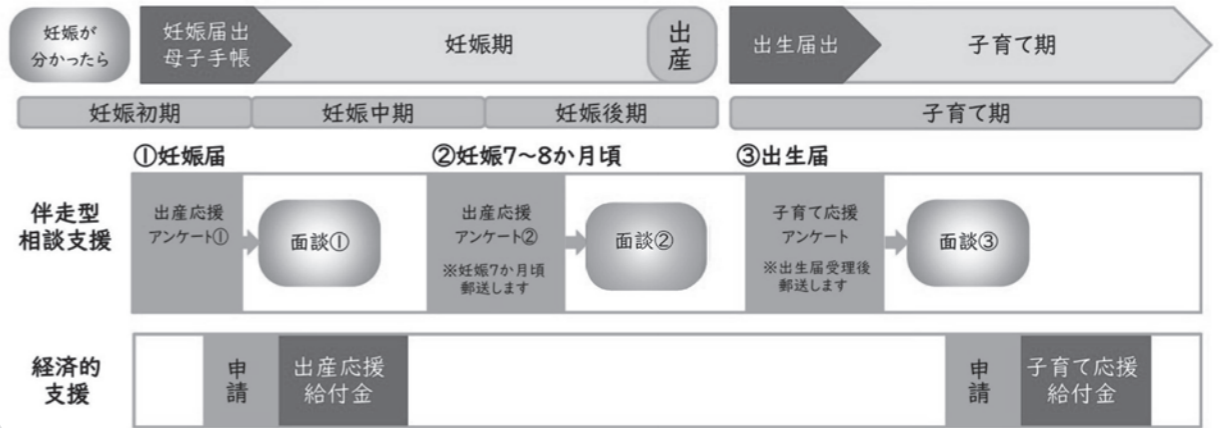 妊娠が
分かったら
妊娠届出
母子手帳
妊娠期
出産
出生届出
子育て期
妊娠初期
妊娠中期
妊娠後期
子育て期
①妊娠届
②妊娠7～8か月頃
③出生届
伴走型
相談支援
出産応援
アンケート①
面談①
出産応援
アンケート②
※妊娠7か月頃
郵送します
面談②
子育て応援
アンケート
※出生届受理後
郵送します
面談③
経済的
支援
申請
出産応援
給付金
申請
子育て応援
給付金